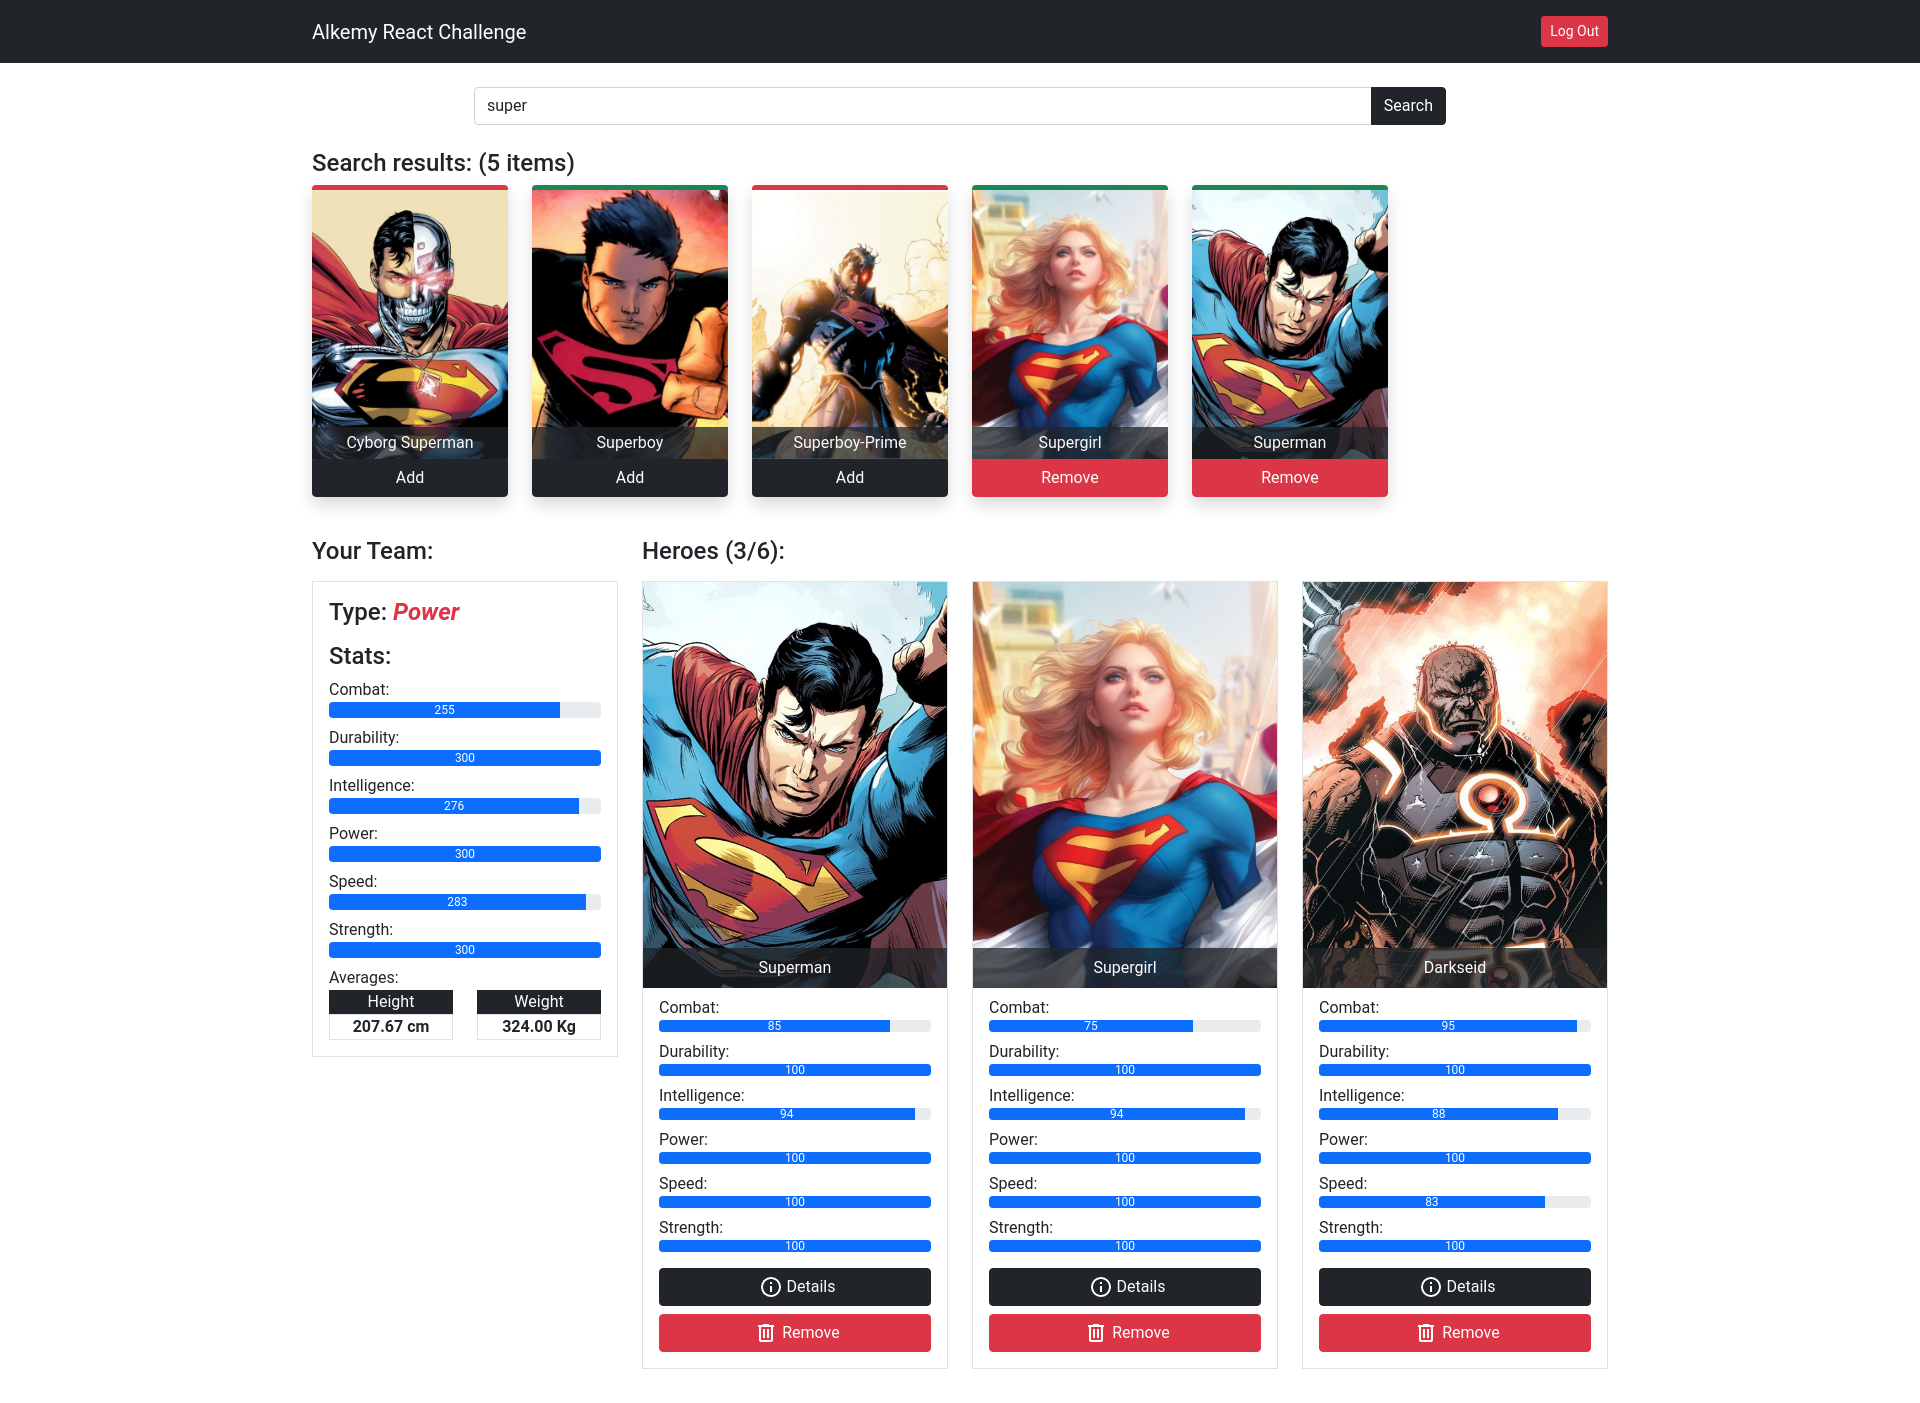 Alkemy React Challenge
Log Out
super
Search
Search results: (5 items)
Cyborg Superman
Add
Superboy
Add
Superboy-Prime
Add
Supergirl
Remove
Superman
Remove
Your Team:
Type: Power
Stats:
Combat:
255
Durability:
300
Intelligence:
276
Power:
300
Speed:
283
Strength:
300
Averages:
Height
Weight
207.67 cm
324.00 Kg
Heroes (3/6):
Superman
Combat:
85
Durability:
100
Intelligence:
94
Power:
100
Speed:
100
Strength:
100
Details
Remove
Supergirl
Combat:
75
Durability:
100
Intelligence:
94
Power:
100
Speed:
100
Strength:
100
Details
Remove
Darkseid
Combat:
95
Durability:
100
Intelligence:
88
Power:
100
Speed:
83
Strength:
100
Details
Remove